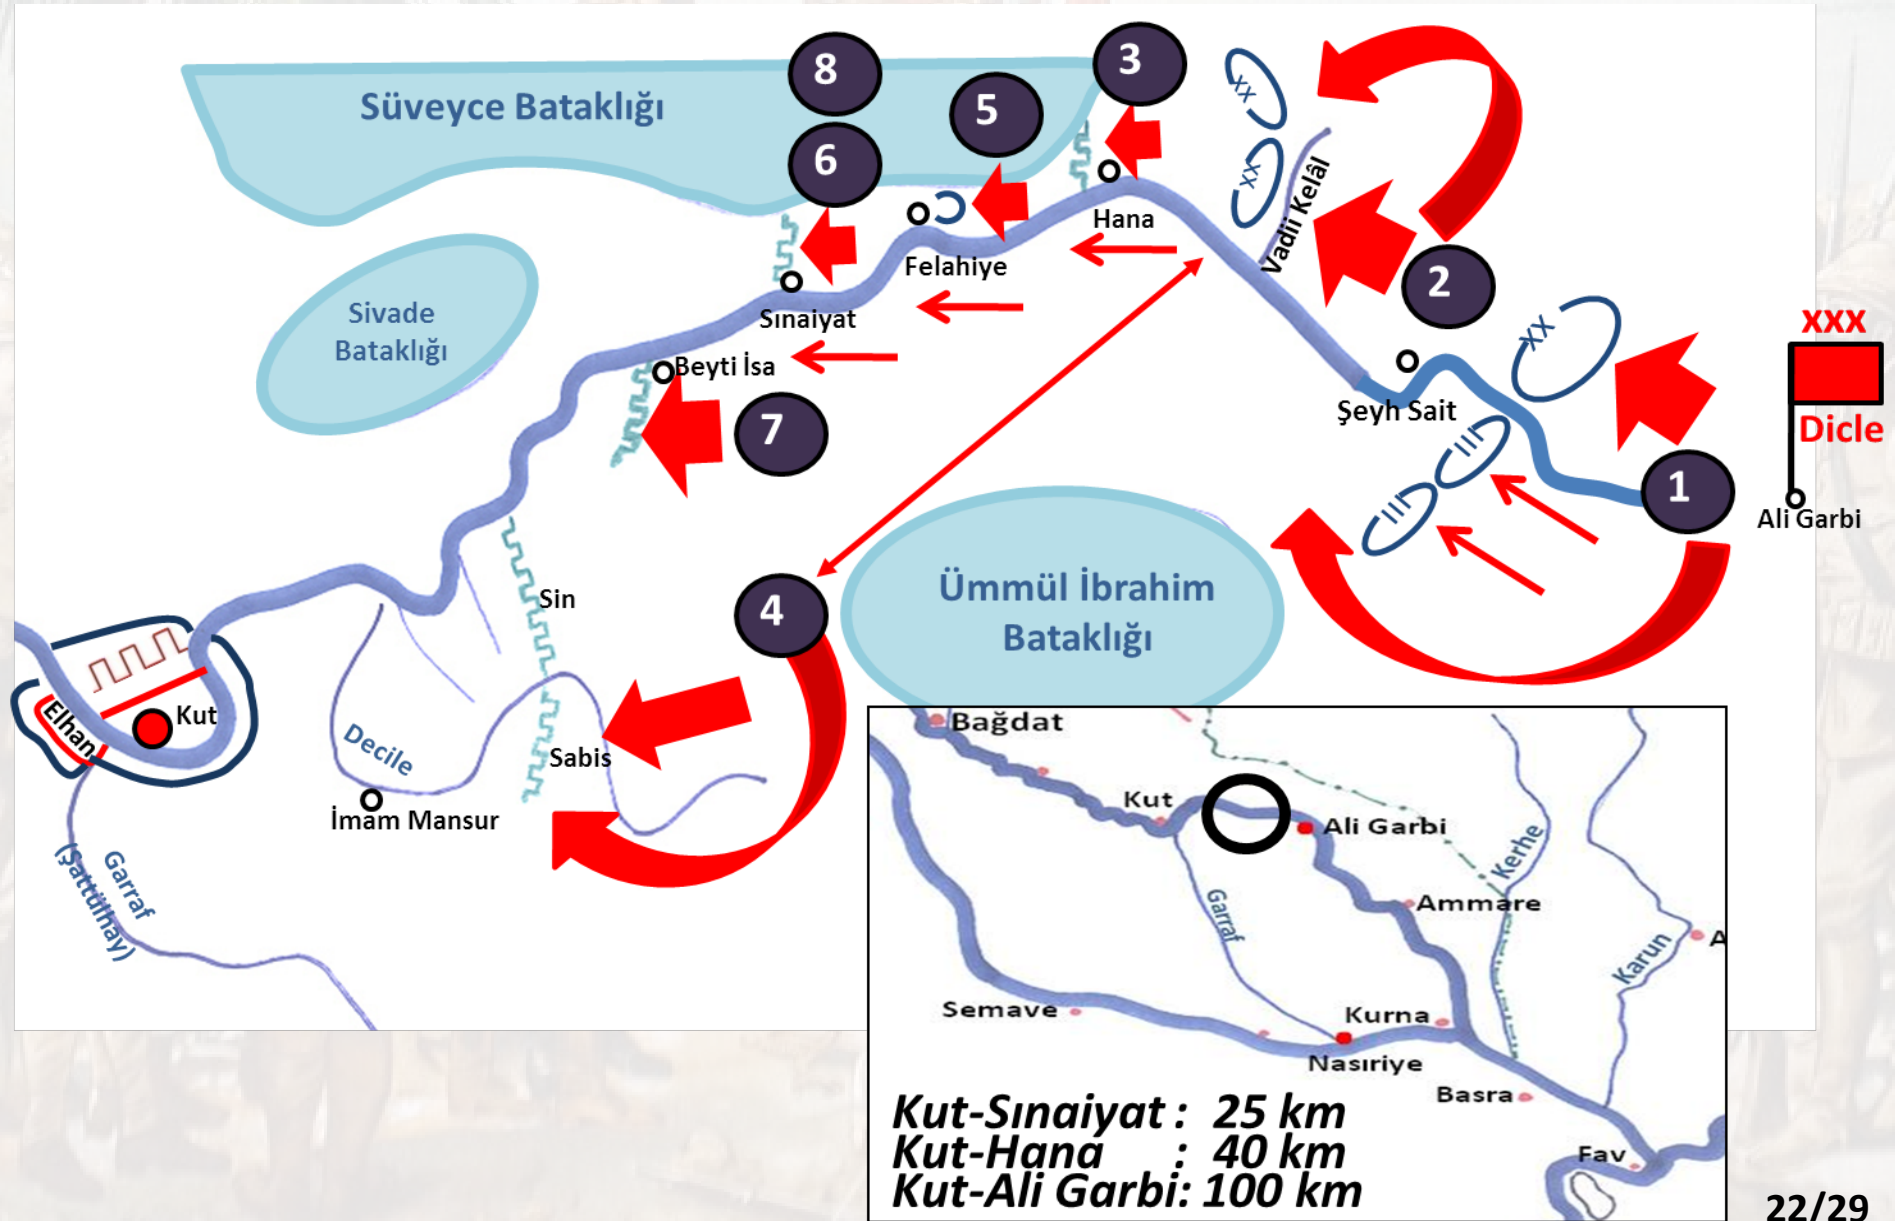 8
3
Süveyce Bataklığı
5
6
XX
XX
Vadii Kelâl
Hana
2
Felahiye
Sivade
Bataklığı
Sınaiyat
XX
xxx
Dicle
Beyti İsa
Şeyh Sait
7
III
III
1
Ali Garbi
Ümmül İbrahim
Bataklığı
Sin
4
Elhan
Kut
Decile
Sabis
İmam Mansur
Garraf
(Şattülhay)
Bağdat
Kut
Ali Garbi
Kerhe
Garraf
Ammare
Karun
A
Semave
Kurna
Nasıriye
Basra
Fav
Kut-Sınaiyat : 25 km
Kut-Hana : 40 km
Kut-Ali Garbi: 100 km
22/29